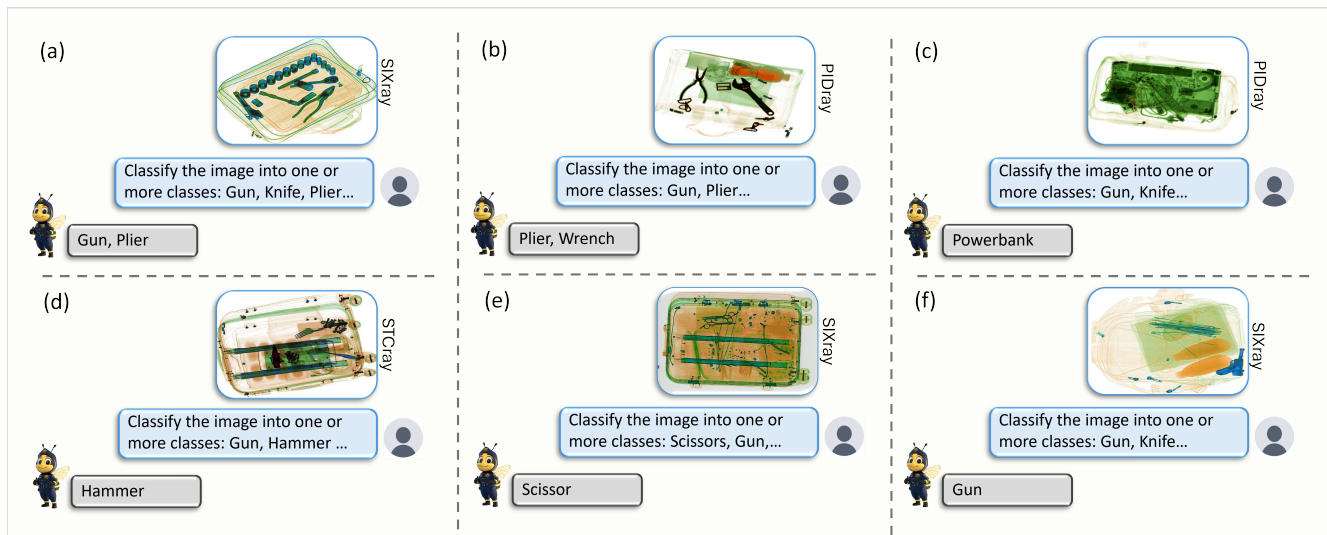 (a)
SIXray
Classify the image into one or
more classes: Gun, Knife, Plier...
Gun, Plier
(b)
PIDray
Classify the image into one or
more classes: Gun, Plier...
Plier, Wrench
(c)
PIDray
Classify the image into one or
more classes: Gun, Knife...
Powerbank
(d)
STCray
Classify the image into one or
more classes: Gun, Hammer ...
Hammer
(e)
SIXray
Classify the image into one or
more classes: Scissors, Gun,...
Scissor
(f)
SIXray
Classify the image into one or
more classes: Gun, Knife...
Gun